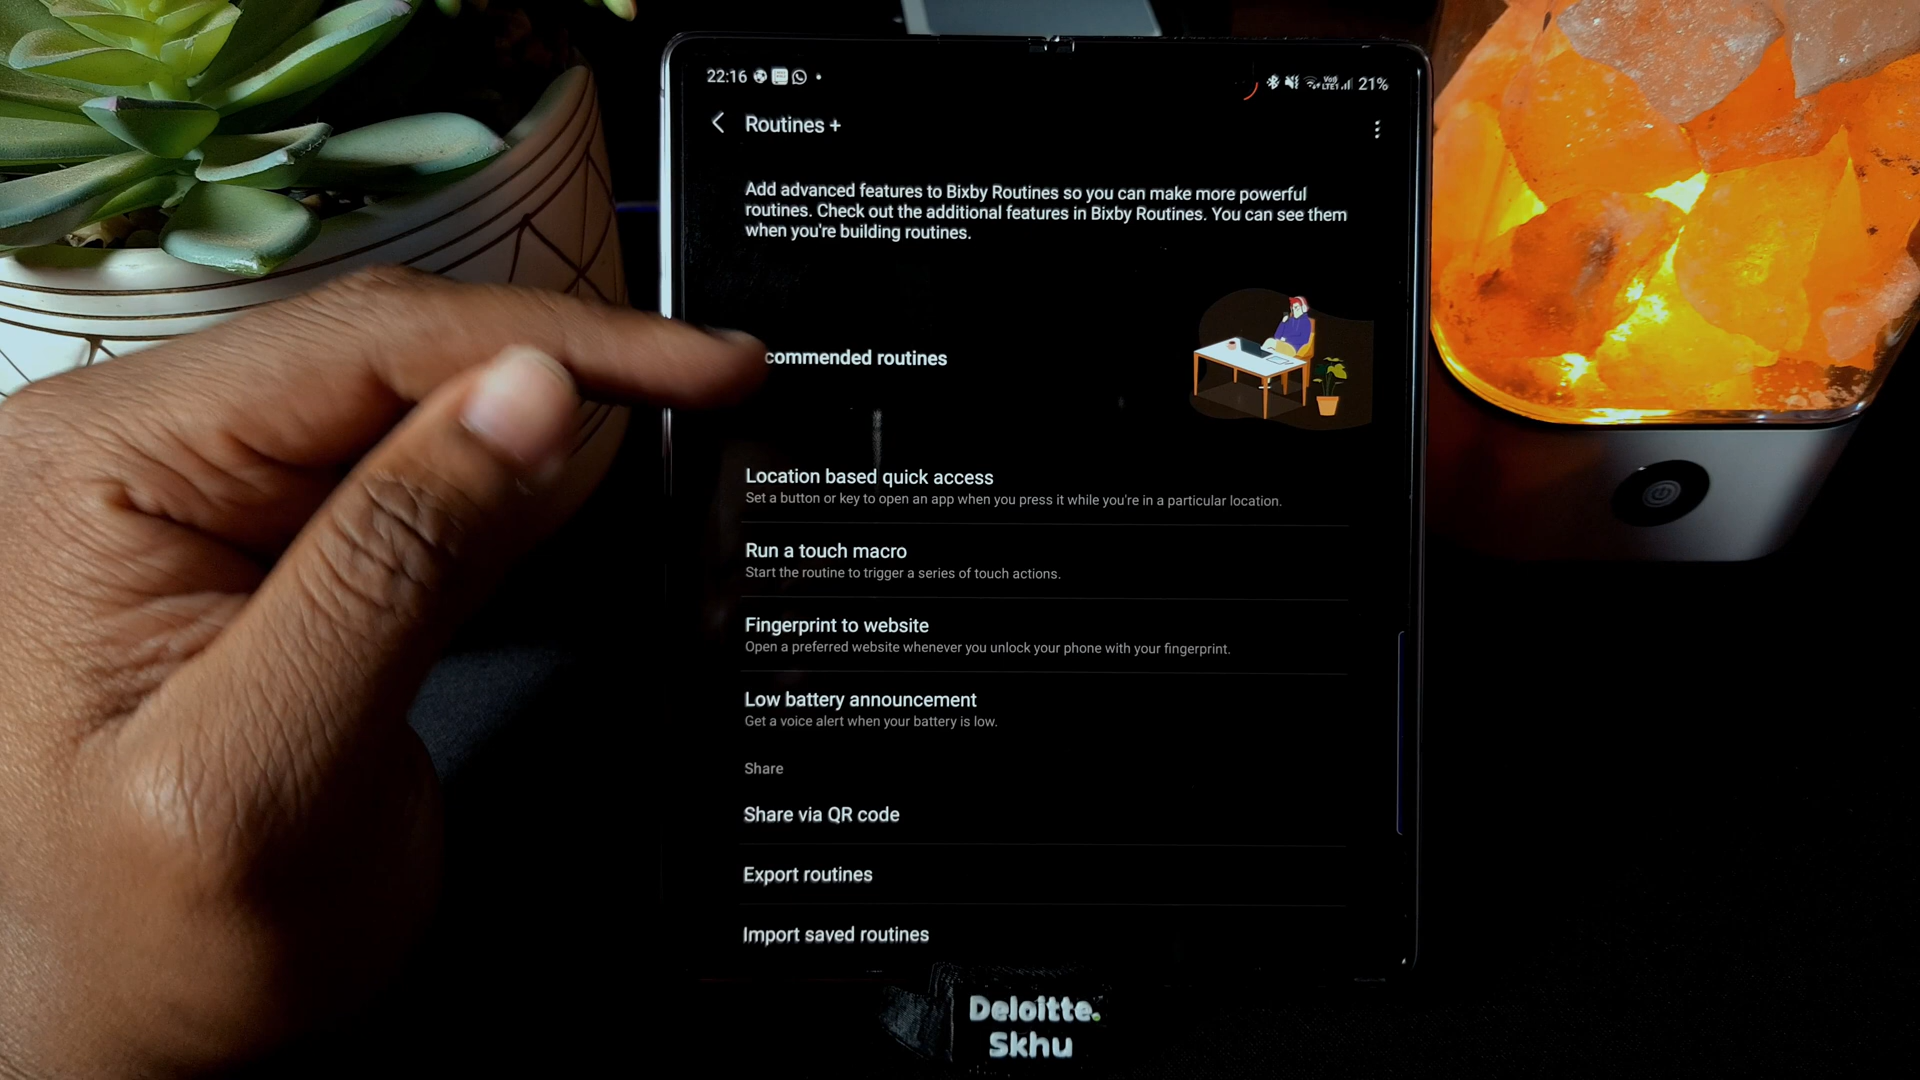 22:16
VoB
LTE1
21%
Routines +
Add advanced features to Bixby Routines so you can make more powerful
routines. Check out the additional features in Bixby Routines. You can see them
when you're building routines.
commended routines
Location based quick access
Set a button or key to open an app when you press it while you're in a particular location.
Run a touch macro
Start the routine to trigger a series of touch actions.
Fingerprint to website
Open a preferred website whenever you unlock your phone with your fingerprint.
Low battery announcement
Get a voice alert when your battery is low.
Share
Share via QR code
Export routines
Import saved routines
Deloitte.
Skhu